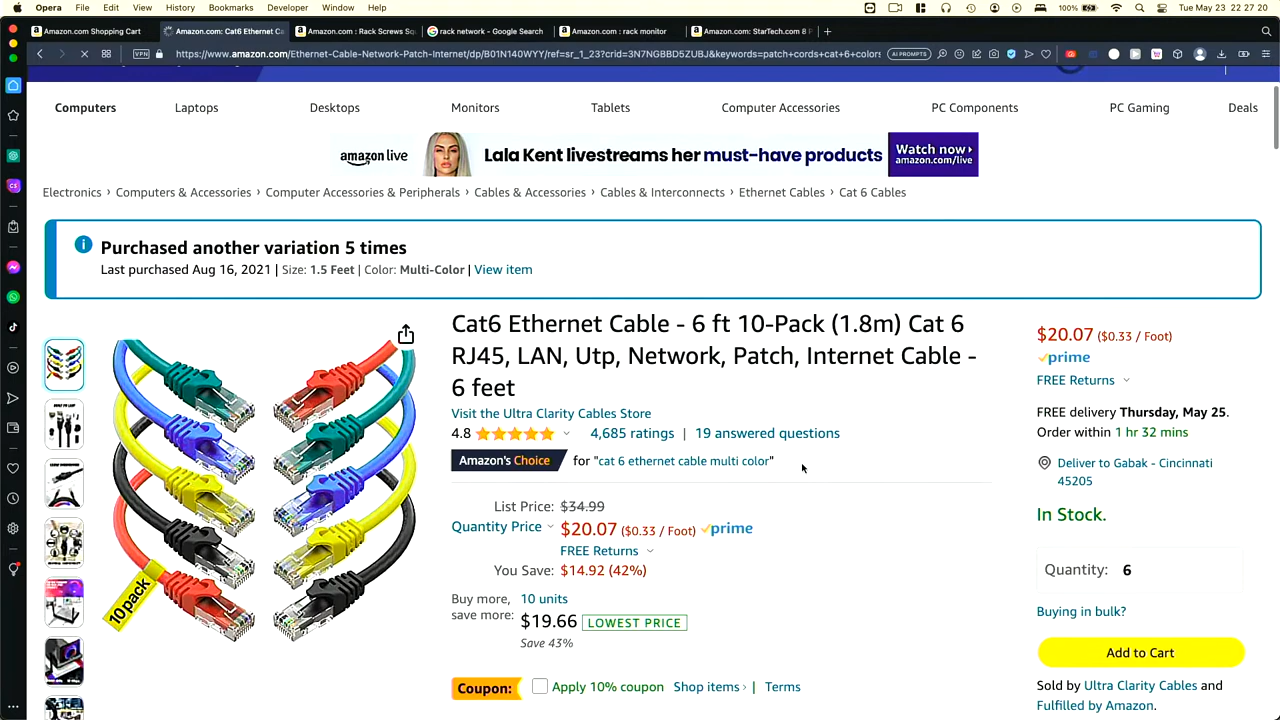 Opera File Edit View History Bookmarks Developer Window Help 100% Tue May 23 22 27 20
Amazon.com Shopping Cart Amazon.com: Cat6 Ethernet Ca Amazon.com : Rack Screws Sq rack network - Google Search Amazon.com : rack monitor Amazon.com: StarTech.com 8 P
VPN https://www.amazon.com/Ethernet-Cable-Network-Patch-Internet/dp/B01N140WYY/ref=sr_1_23?crid=3N7NGBBD5ZUBJ&keywords=patch+cords+cat+6+colors AI PROMPTS
Computers Laptops Desktops Monitors Tablets Computer Accessories PC Components PC Gaming Deals
amazon live Lala Kent livestreams her must-have products Watch now
amazon.com/live
Electronics › Computers & Accessories › Computer Accessories & Peripherals › Cables & Accessories › Cables & Interconnects › Ethernet Cables › Cat 6 Cables
Purchased another variation 5 times
Last purchased Aug 16, 2021 | Size: 1.5 Feet | Color: Multi-Color | View item
Cat6 Ethernet Cable - 6 ft 10-Pack (1.8m) Cat 6
RJ45, LAN, Utp, Network, Patch, Internet Cable -
6 feet
Visit the Ultra Clarity Cables Store
4.8 4,685 ratings | 19 answered questions
Amazon's Choice for "cat 6 ethernet cable multi color"
List Price: $34.99
Quantity Price $20.07 ($0.33 / Foot) prime
FREE Returns
You Save: $14.92 (42%)
Buy more, 10 units
save more: $19.66 LOWEST PRICE
Save 43%
Coupon: Apply 10% coupon Shop items › | Terms
10 pack
$20.07 ($0.33 / Foot)
prime
FREE Returns
FREE delivery Thursday, May 25.
Order within 1 hr 32 mins
Deliver to Gabak - Cincinnati
45205
In Stock.
Quantity: 6
Buying in bulk?
Add to Cart
Sold by Ultra Clarity Cables and
Fulfilled by Amazon.